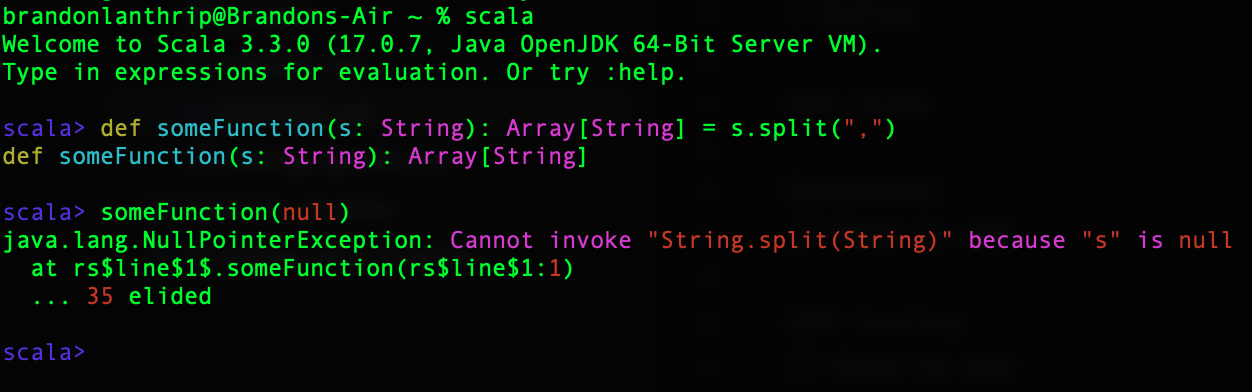 brandonlanthrip@Brandons-Air ~ % scala
Welcome to Scala 3.3.0 (17.0.7, Java OpenJDK 64-Bit Server VM).
Type in expressions for evaluation. Or try :help.
scala> def someFunction(s: String): Array[String] = s.split(",")
def someFunction(s: String): Array[String]
scala> someFunction(null)
java.lang.NullPointerException: Cannot invoke "String.split(String)" because "s" is null
  at rs$line$1$.someFunction(rs$line$1:1)
  ... 35 elided
scala>